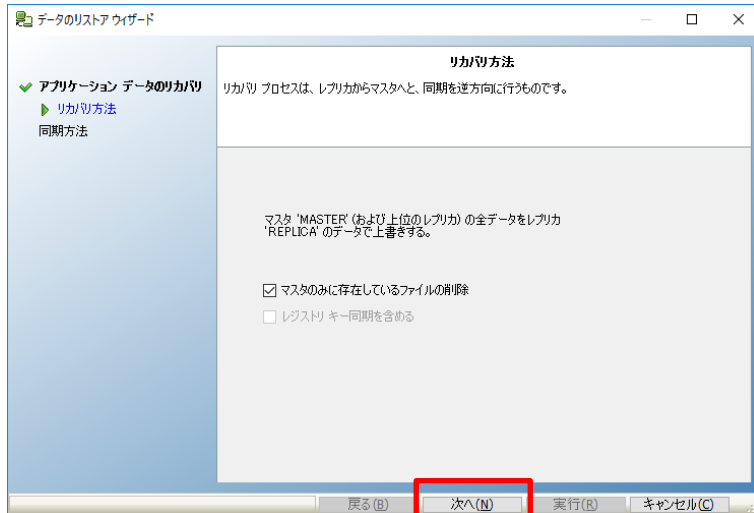 データのリストア ウィザード
アプリケーション データのリカバリ
リカバリ方法
同期方法
リカバリ方法
リカバリ プロセスは、レプリカからマスタへと、同期を逆方向に行うものです。
マスタ 'MASTER' (および上位のレプリカ) の全データをレプリカ
'REPLICA' のデータで上書きする。
マスタのみに存在しているファイルの削除
レジストリ キー同期を含める
戻る(B) 次へ(N) 実行(R) キャンセル(C)